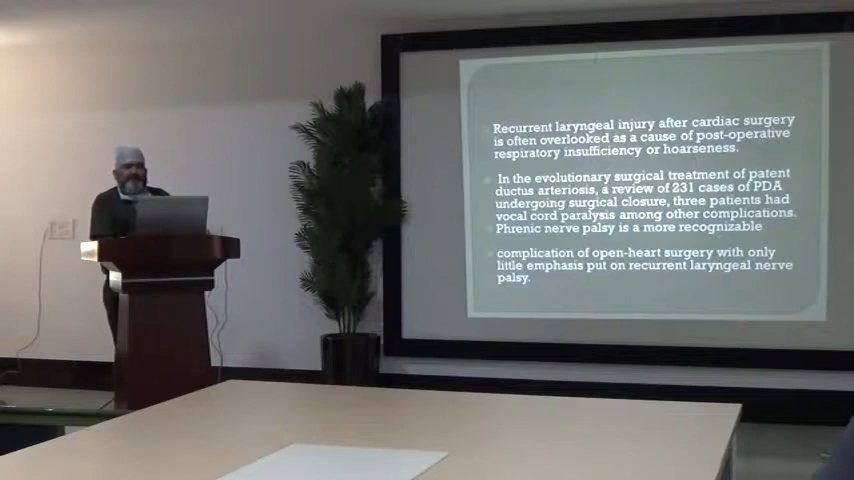 Recurrent laryngeal injury after cardiac surgery
is often overlooked as a cause of post-operative
respiratory insufficiency or hoarseness.
In the evolutionary surgical treatment of patent
ductus arteriosis, a review of 231 cases of PDA
undergoing surgical closure, three patients had
vocal cord paralysis among other complications.
Phrenic nerve palsy is a more recognizable
complication of open-heart surgery with only
little emphasis put on recurrent laryngeal nerve
palsy.